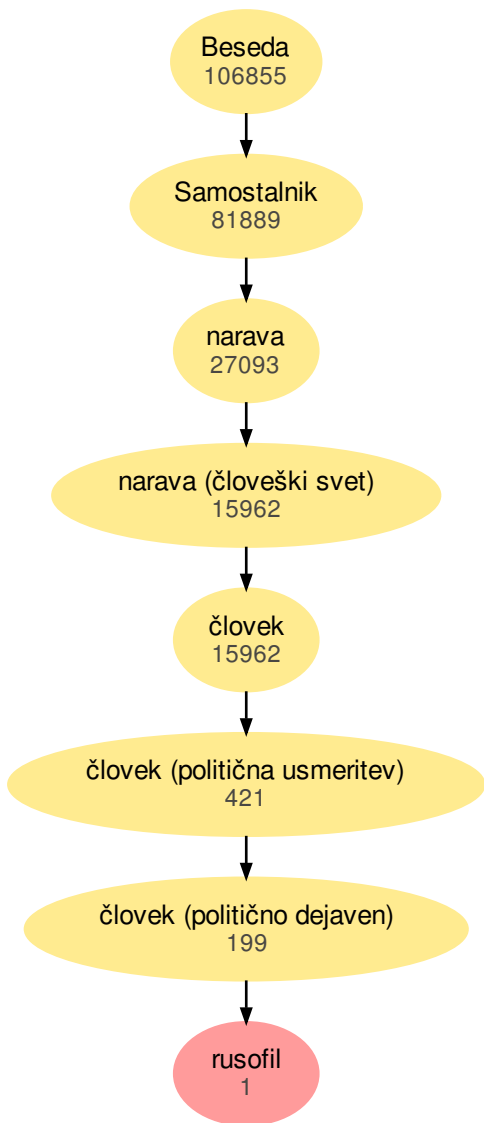 Beseda
106855
Samostalnik
81889
narava
27093
narava (človeški svet)
15962
človek
15962
človek (politična usmeritev)
421
človek (politično dejaven)
199
rusofil
1